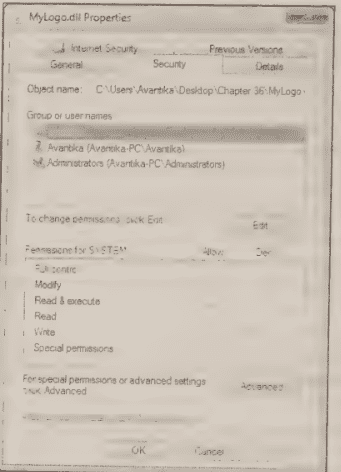 MyLogo.dll Properties
Internet Security Previous Versions
General Security Details
Object name: C:\Users\Avantika\Desktop\Chapter 36\MyLogo
Group or user names
Avantika (Avantika-PC\Avantika)
Administrators (Avantika-PC\Administrators)
To change permissions, click Edit Edit
Permissions for SYSTEM Allow Deny
Full control
Modify
Read & execute
Read
Write
Special permissions
For special permissions or advanced settings Advanced
click Advanced
OK Cancel